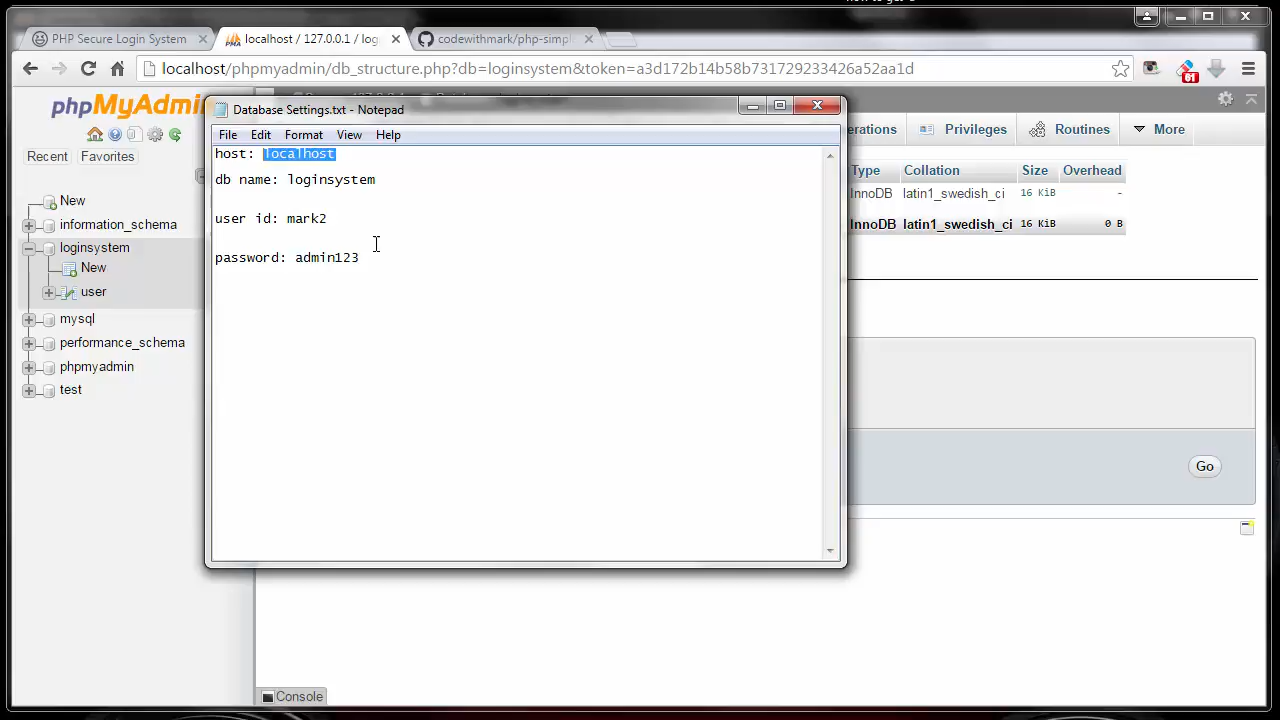 PHP Secure Login System
localhost / 127.0.0.1 / log
codewithmark/php-simpl
localhost/phpmyadmin/db_structure.php?db=loginsystem&token=a3d172b14b58b731729233426a52aa1d
61
phpMyAdmin
Recent
Favorites
New
information_schema
loginsystem
New
user
mysql
performance_schema
phpmyadmin
test
Database Settings.txt - Notepad
File Edit Format View Help
host: localhost
db name: loginsystem
user id: mark2
password: admin123
erations
Privileges
Routines
More
Type Collation Size Overhead
InnoDB latin1_swedish_ci 16 KiB -
InnoDB latin1_swedish_ci 16 KiB 0 B
Go
Console